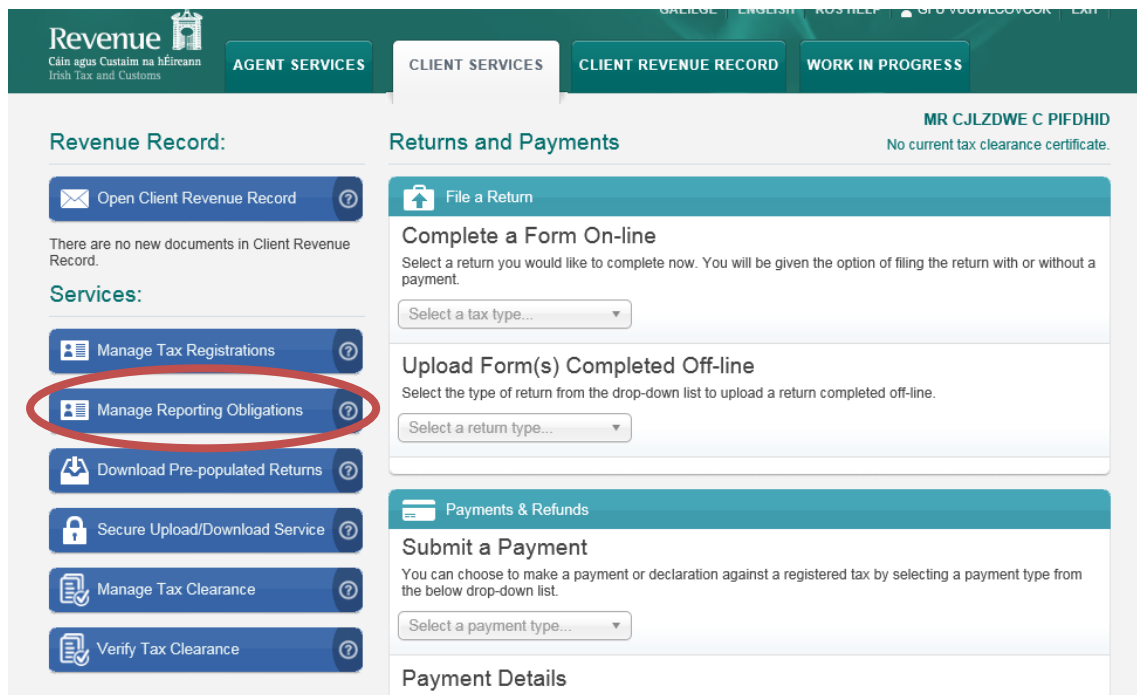 GAEILGE ENGLISH ROS HELP EXIT
Revenue
Cáin agus Custaim na hÉireann
Irish Tax and Customs
AGENT SERVICES
CLIENT SERVICES
CLIENT REVENUE RECORD
WORK IN PROGRESS
MR CJLZDWE C PIFDHID
No current tax clearance certificate.
Revenue Record:
Open Client Revenue Record ?
There are no new documents in Client Revenue
Record.
Services:
Manage Tax Registrations ?
Manage Reporting Obligations ?
Download Pre-populated Returns ?
Secure Upload/Download Service ?
Manage Tax Clearance ?
Verify Tax Clearance ?
Returns and Payments
File a Return
Complete a Form On-line
Select a return you would like to complete now. You will be given the option of filing the return with or without a
payment.
Select a tax type...
Upload Form(s) Completed Off-line
Select the type of return from the drop-down list to upload a return completed off-line.
Select a return type...
Payments & Refunds
Submit a Payment
You can choose to make a payment or declaration against a registered tax by selecting a payment type from
the below drop-down list.
Select a payment type...
Payment Details